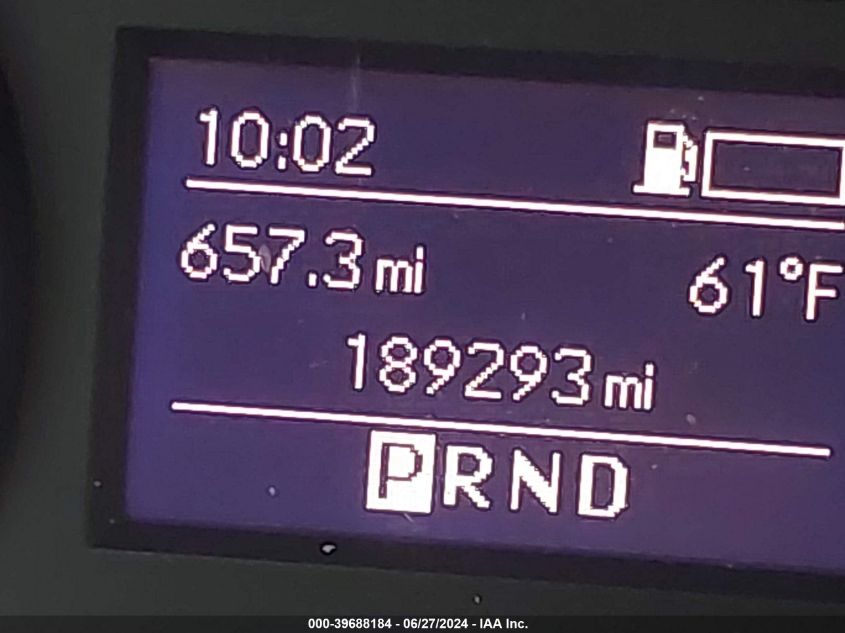 10:02
657.3 mi 61°F
189293 mi
PRND
000-39688184 - 06/27/2024 - IAA Inc.